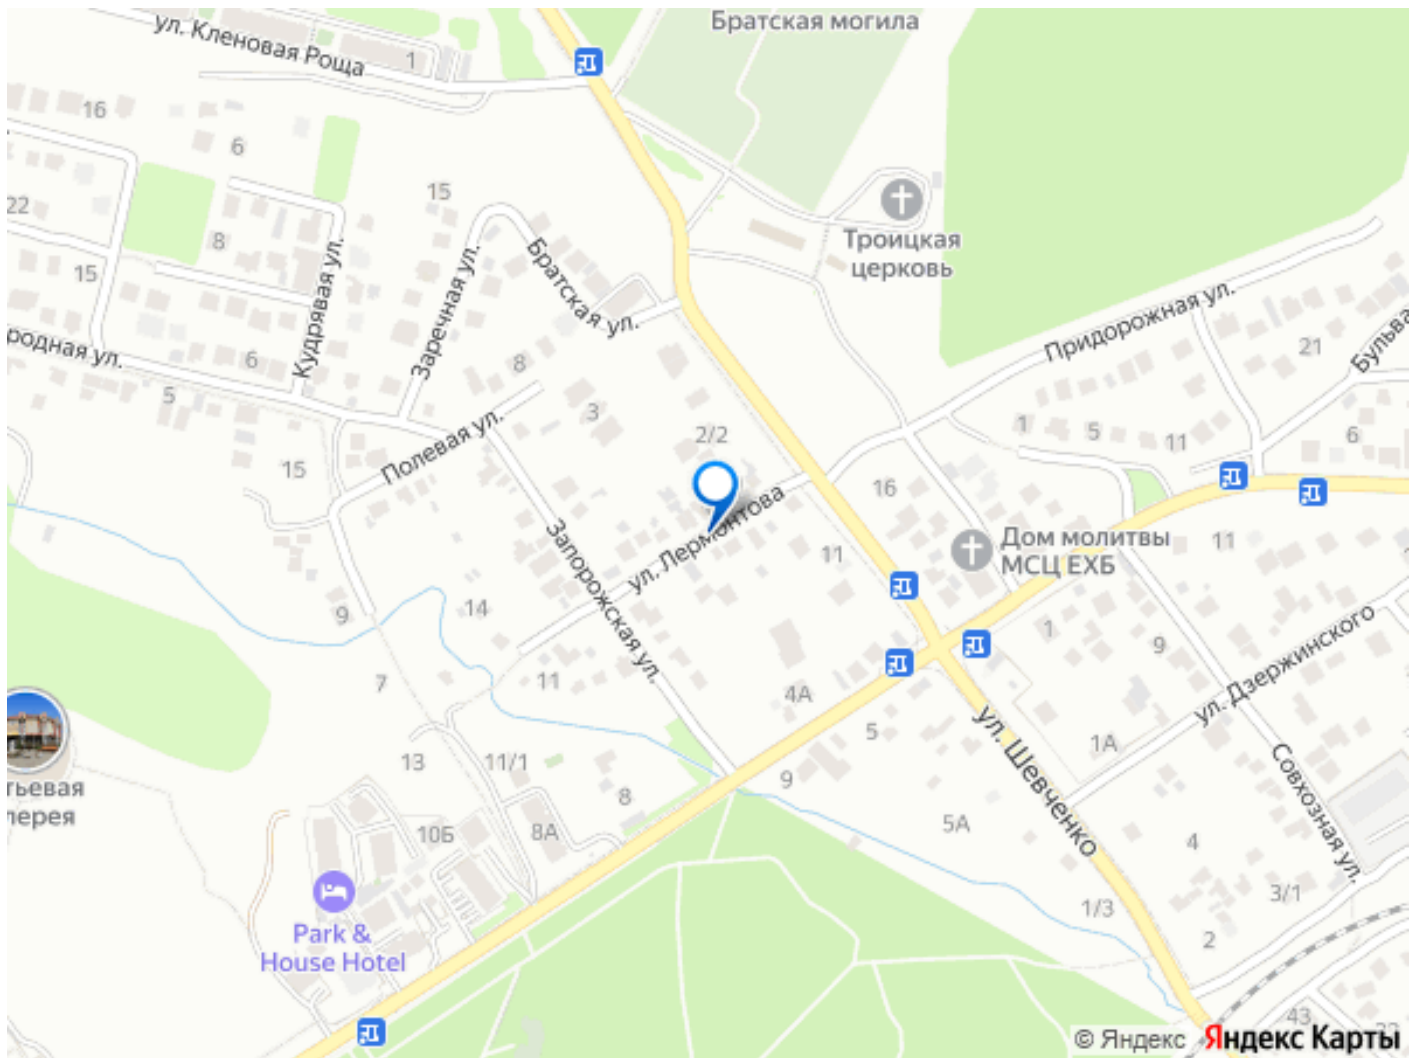 Братская могила
ул. Кленовая Роща
1
16
6
15
22
8
Троицкая
церковь
Братская ул.
Заречная ул.
Кудрявая ул.
15
Придорожная ул.
21
Бульва
родная ул.
6
8
5
3
2/2
1
5
11
6
Полевая ул.
15
16
ул. Лермонтова
Запорожская ул.
11
Дом молитвы
МСЦ ЕХБ
11
9
14
1
9
7
11
4А
ул. Дзержинского
ул. Шевченко
5
1А
Совхозная ул.
13
11/1
9
8
тьевая
лерея
10Б
8А
5А
4
3/1
1/3
2
Park &
House Hotel
43
© Яндекс Яндекс Карты